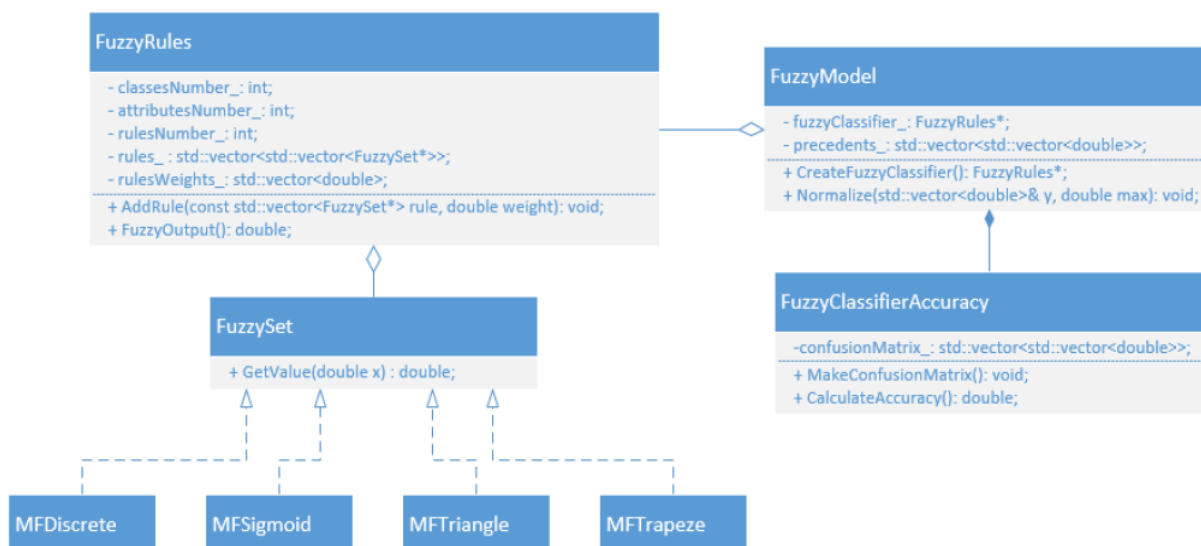 FuzzyRules
- classesNumber_: int;
- attributesNumber_: int;
- rulesNumber_: int;
- rules_ : std::vector<std::vector<FuzzySet*>>;
- rulesWeights_: std::vector<double>;
+ AddRule(const std::vector<FuzzySet*> rule, double weight): void;
+ FuzzyOutput(): double;
FuzzyModel
- fuzzyClassifier_: FuzzyRules*;
- precedents_: std::vector<std::vector<double>>;
+ CreateFuzzyClassifier(): FuzzyRules*;
+ Normalize(std::vector<double>& y, double max): void;
FuzzySet
+ GetValue(double x) : double;
FuzzyClassifierAccuracy
-confusionMatrix_: std::vector<std::vector<double>>;
+ MakeConfusionMatrix(): void;
+ CalculateAccuracy(): double;
MFDiscrete
MFSigmoid
MFTriangle
MFTrapeze